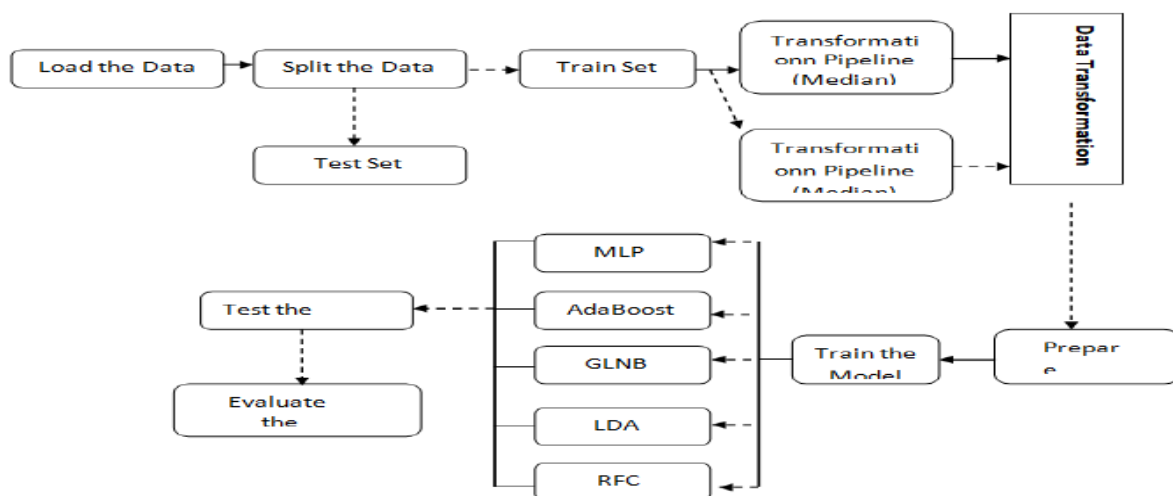 Load the Data
Split the Data
Train Set
Transformati
onn Pipeline
(Median)
Data Transformation
Test Set
Transformati
onn Pipeline
(Median)
MLP
AdaBoost
GLNB
LDA
RFC
Test the
Evaluate
the
Train the
Model
Prepar
e